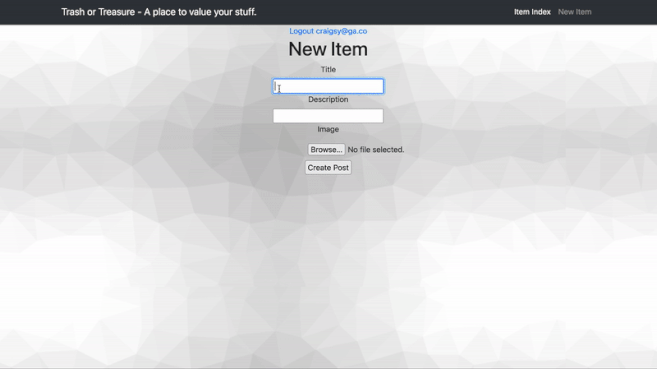 Trash or Treasure - A place to value your stuff. Item Index New Item
Logout craigsy@ga.co
New Item
Title
Description
Image
Browse... No file selected.
Create Post